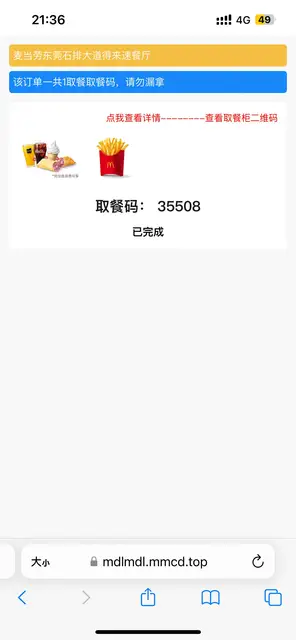 21:36
4G
49
麦当劳东莞石排大道得来速餐厅
该订单一共1取餐取餐码，请勿漏拿
点我查看详情--------查看取餐柜二维码
取餐码： 35508
已完成
大小
mdlmdl.mmcd.top